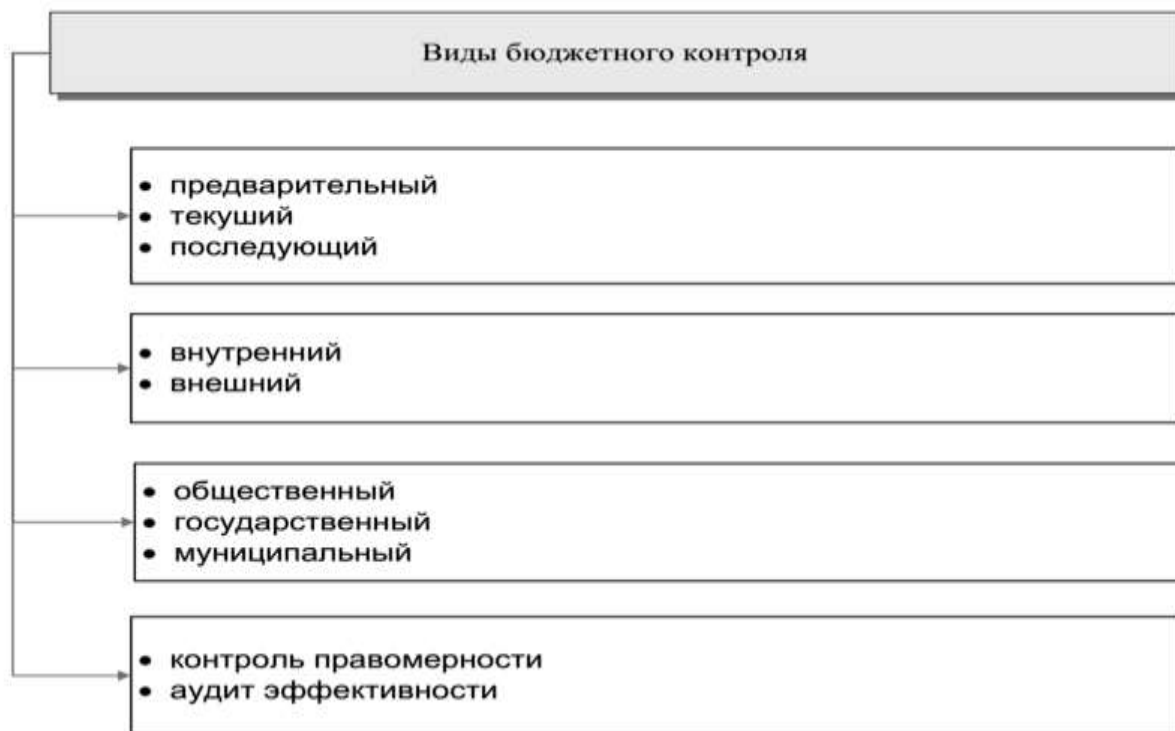 Виды бюджетного контроля
• предварительный
• текуший
• последующий
• внутренний
• внешний
• общественный
• государственный
• муниципальный
• контроль правомерности
• аудит эффективности